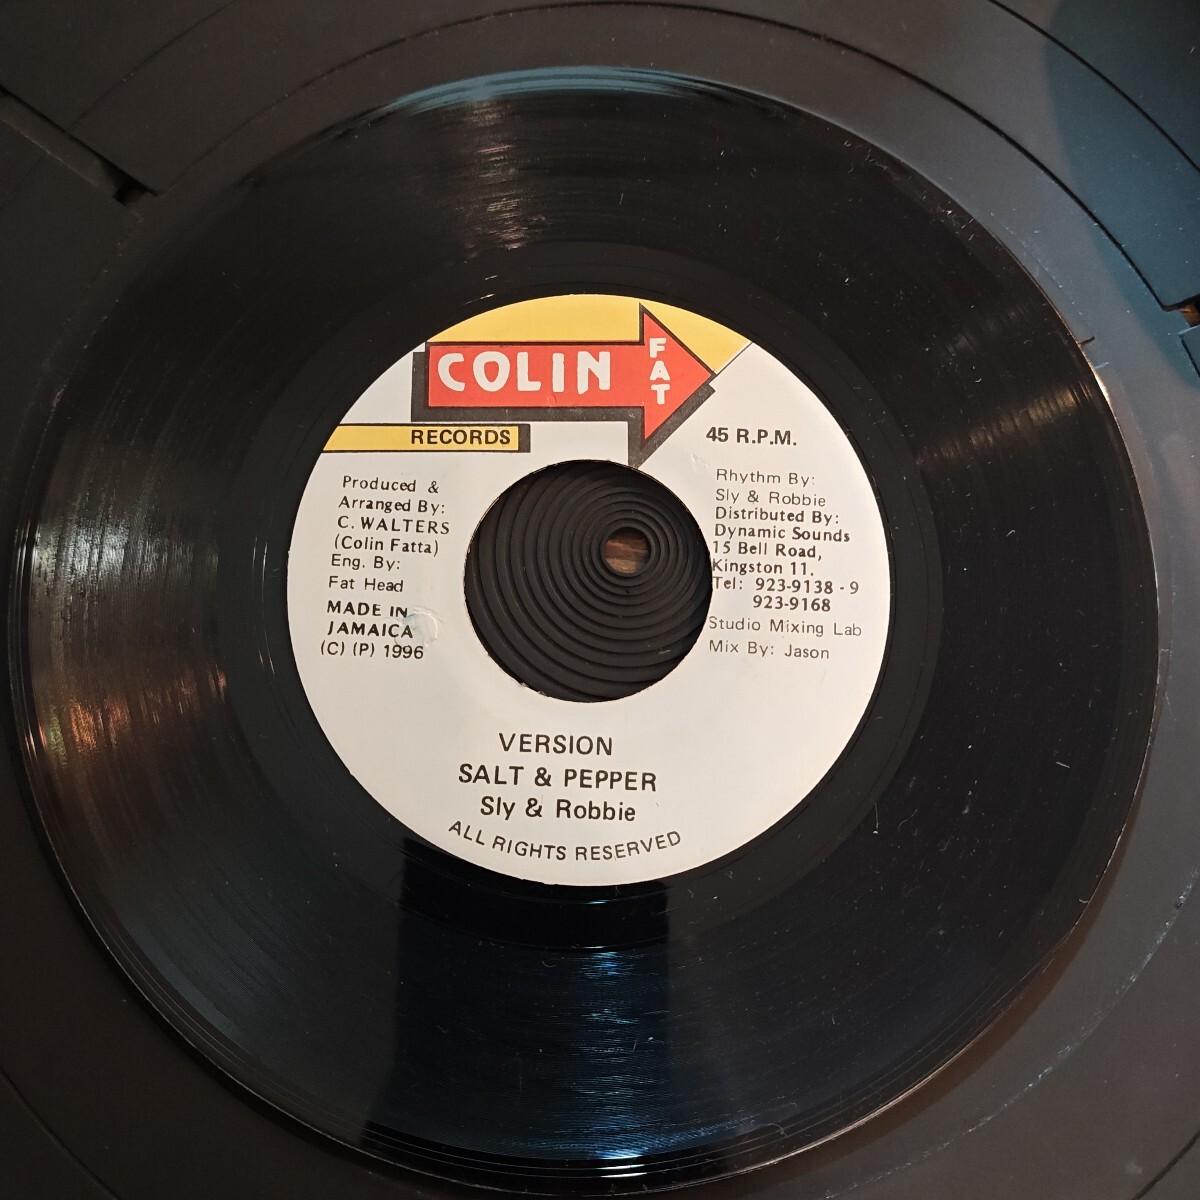 COLIN
FAT
RECORDS
45 R.P.M.
Produced &
Arranged By:
C. WALTERS
(Colin Fatta)
Eng. By:
Fat Head
MADE IN
JAMAICA
(C) (P) 1996
Rhythm By:
Sly & Robbie
Distributed By:
Dynamic Sounds
15 Bell Road,
Kingston 11.
Tel: 923-9138 - 9
923-9168
Studio Mixing Lab
Mix By: Jason
VERSION
SALT & PEPPER
Sly & Robbie
ALL RIGHTS RESERVED